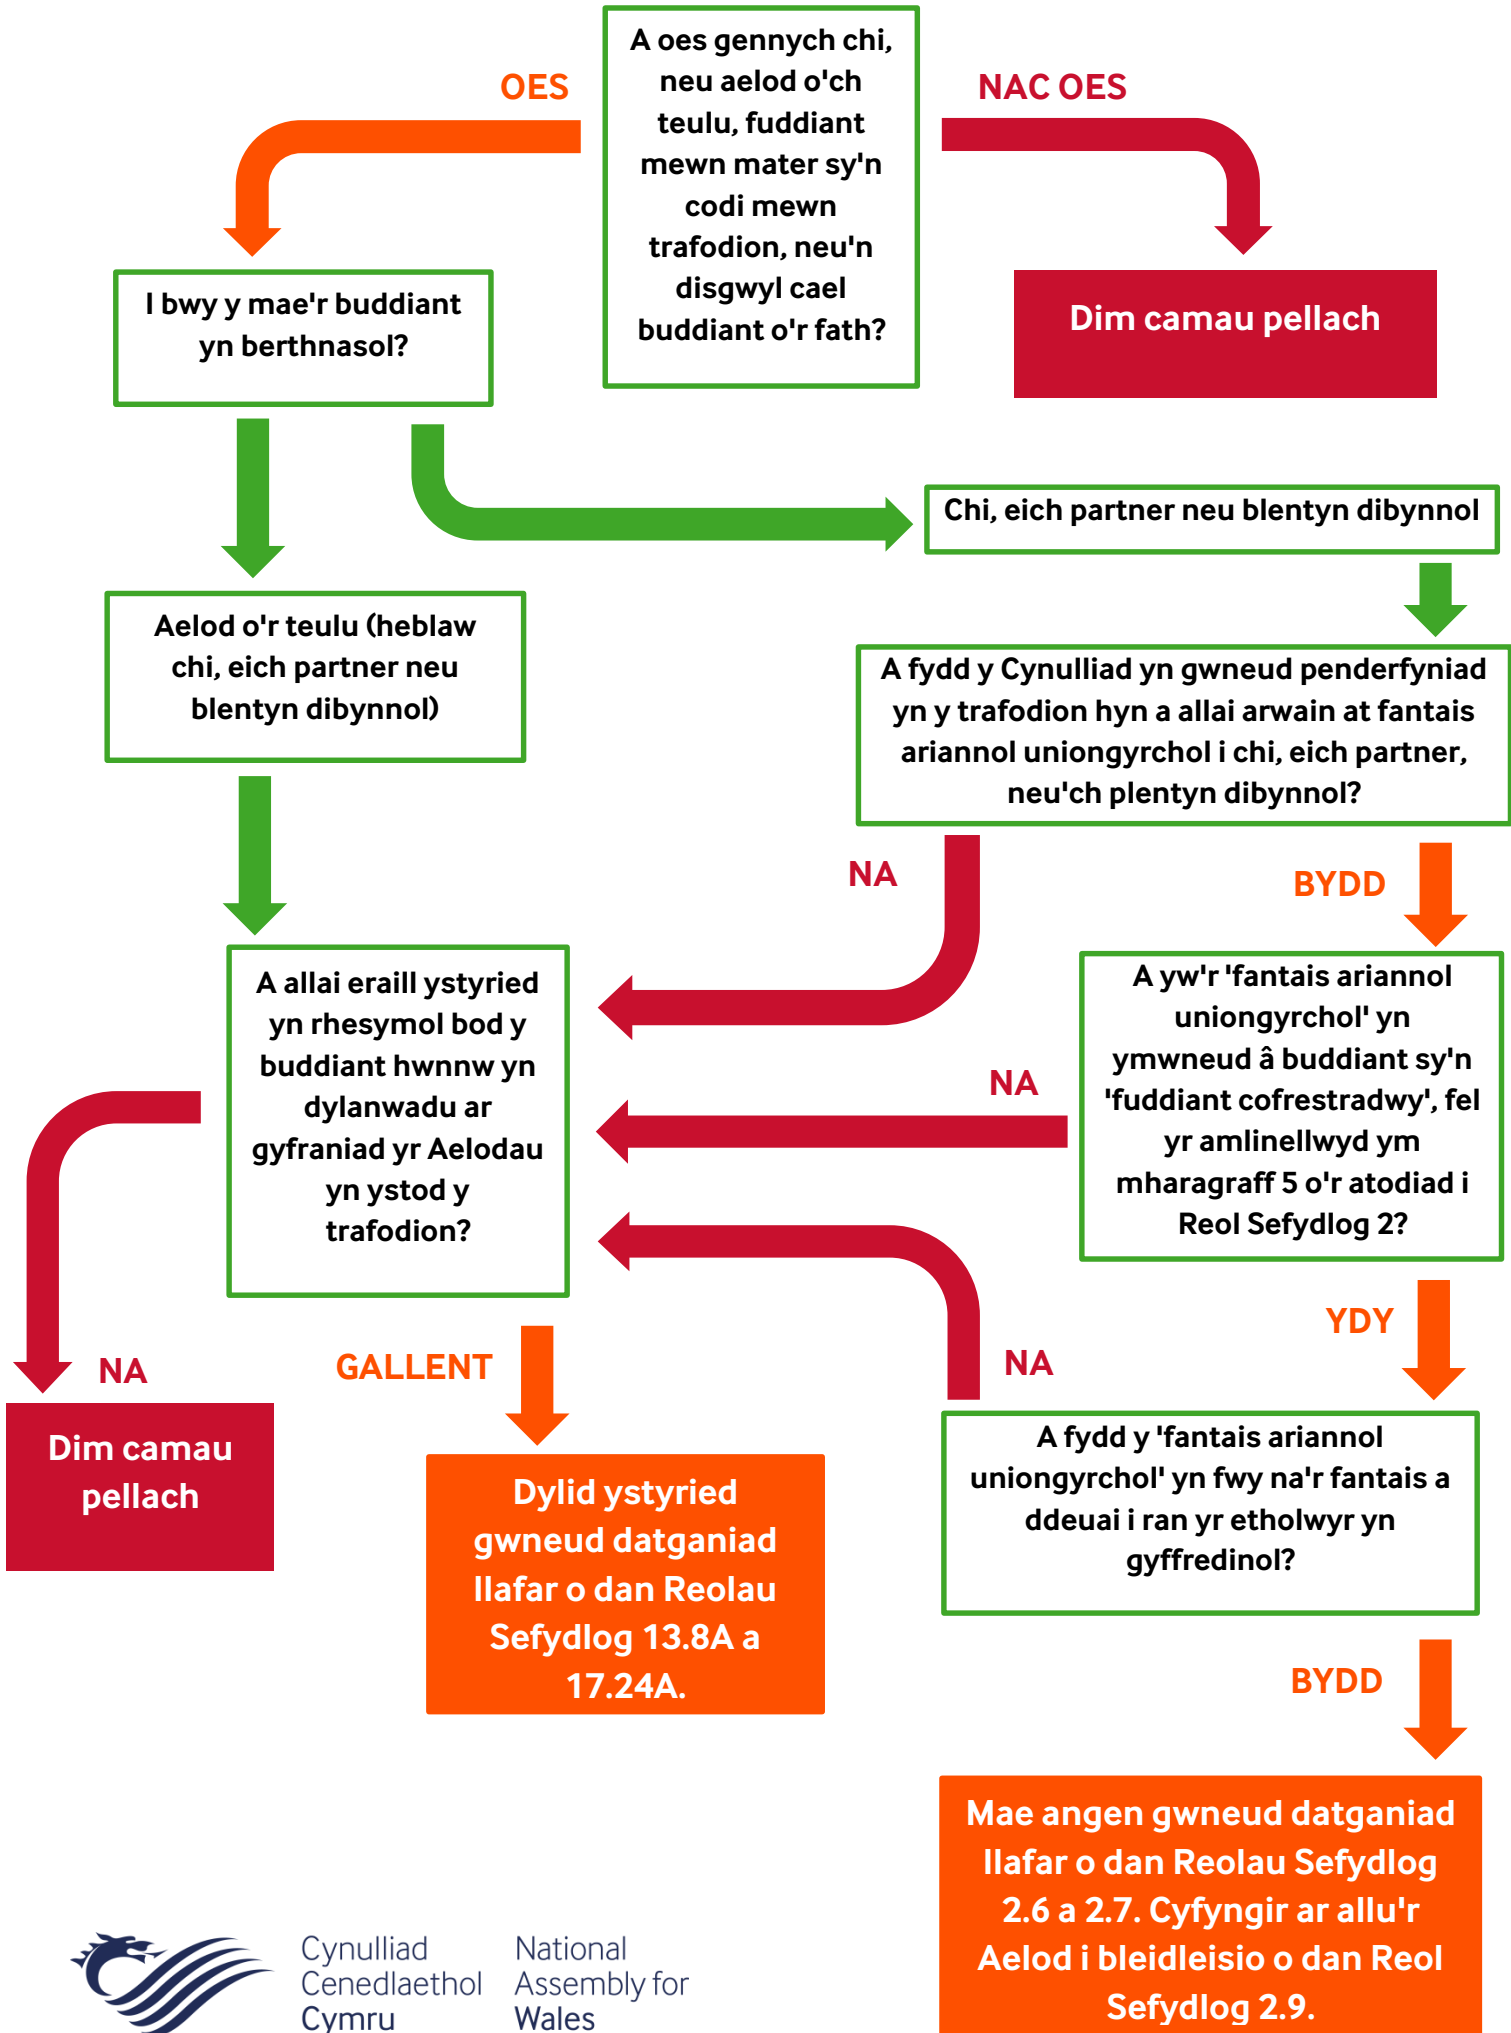 A oes gennych chi,
neu aelod o'ch
teulu, fuddiant
mewn mater sy'n
codi mewn
trafodion, neu'n
disgwyl cael
buddiant o'r fath?
OES
NAC OES
I bwy y mae'r buddiant
yn berthnasol?
Dim camau pellach
Chi, eich partner neu blentyn dibynnol
Aelod o'r teulu (heblaw
chi, eich partner neu
blentyn dibynnol)
A fydd y Cynulliad yn gwneud penderfyniad
yn y trafodion hyn a allai arwain at fantais
ariannol uniongyrchol i chi, eich partner,
neu'ch plentyn dibynnol?
NA
BYDD
A allai eraill ystyried
yn rhesymol bod y
buddiant hwnnw yn
dylanwadu ar
gyfraniad yr Aelodau
yn ystod y
trafodion?
A yw'r 'fantais ariannol
uniongyrchol' yn
ymwneud â buddiant sy'n
'fuddiant cofrestradwy', fel
yr amlinellwyd ym
mharagraff 5 o'r atodiad i
Reol Sefydlog 2?
NA
YDY
NA
GALLENT
NA
Dim camau
pellach
Dylid ystyried
gwneud datganiad
llafar o dan Reolau
Sefydlog 13.8A a
17.24A.
A fydd y 'fantais ariannol
uniongyrchol' yn fwy na'r fantais a
ddeuai i ran yr etholwyr yn
gyffredinol?
BYDD
Mae angen gwneud datganiad
llafar o dan Reolau Sefydlog
2.6 a 2.7. Cyfyngir ar allu'r
Aelod i bleidleisio o dan Reol
Sefydlog 2.9.
Cynulliad
Cenedlaethol
Cymru
National
Assembly for
Wales